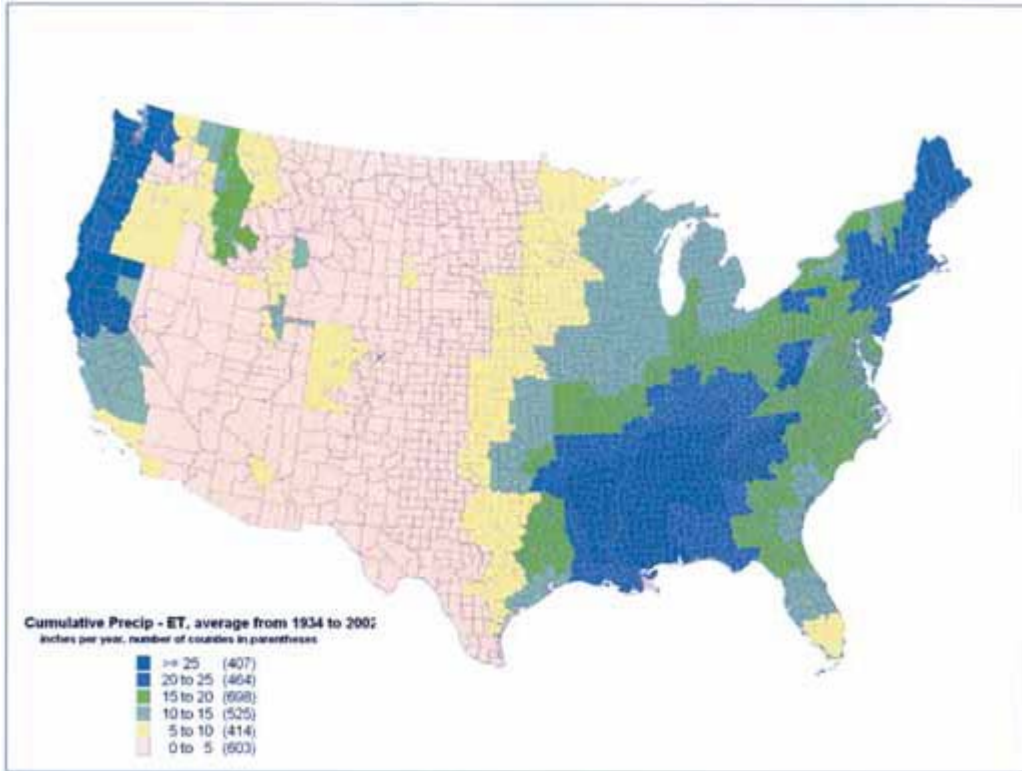 Cumulative Precip - ET, average from 1934 to 2002
inches per year, number of counties in parentheses
>= 25 (407)
20 to 25 (464)
15 to 20 (698)
10 to 15 (525)
5 to 10 (414)
0 to 5 (603)